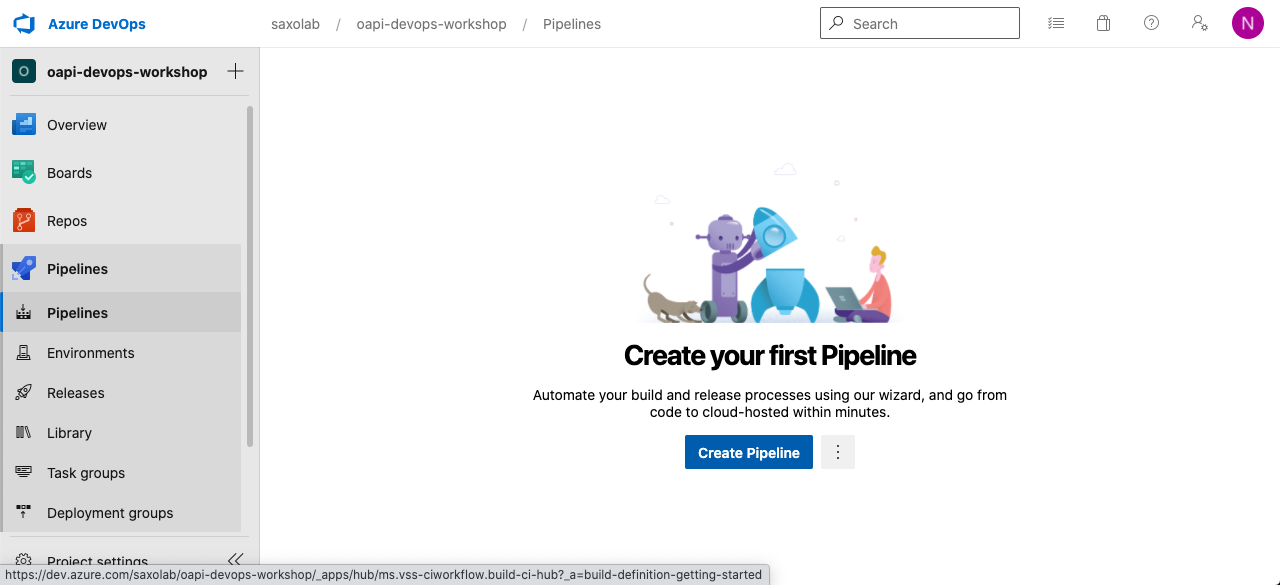 Azure DevOps
saxolab / oapi-devops-workshop / Pipelines
Search
N
O
oapi-devops-workshop
Overview
Boards
Repos
Pipelines
Pipelines
Environments
Releases
Library
Task groups
Deployment groups
Project settings
Create your first Pipeline
Automate your build and release processes using our wizard, and go from
code to cloud-hosted within minutes.
Create Pipeline
https://dev.azure.com/saxolab/oapi-devops-workshop/_apps/hub/ms.vss-ciworkflow.build-ci-hub?_a=build-definition-getting-started